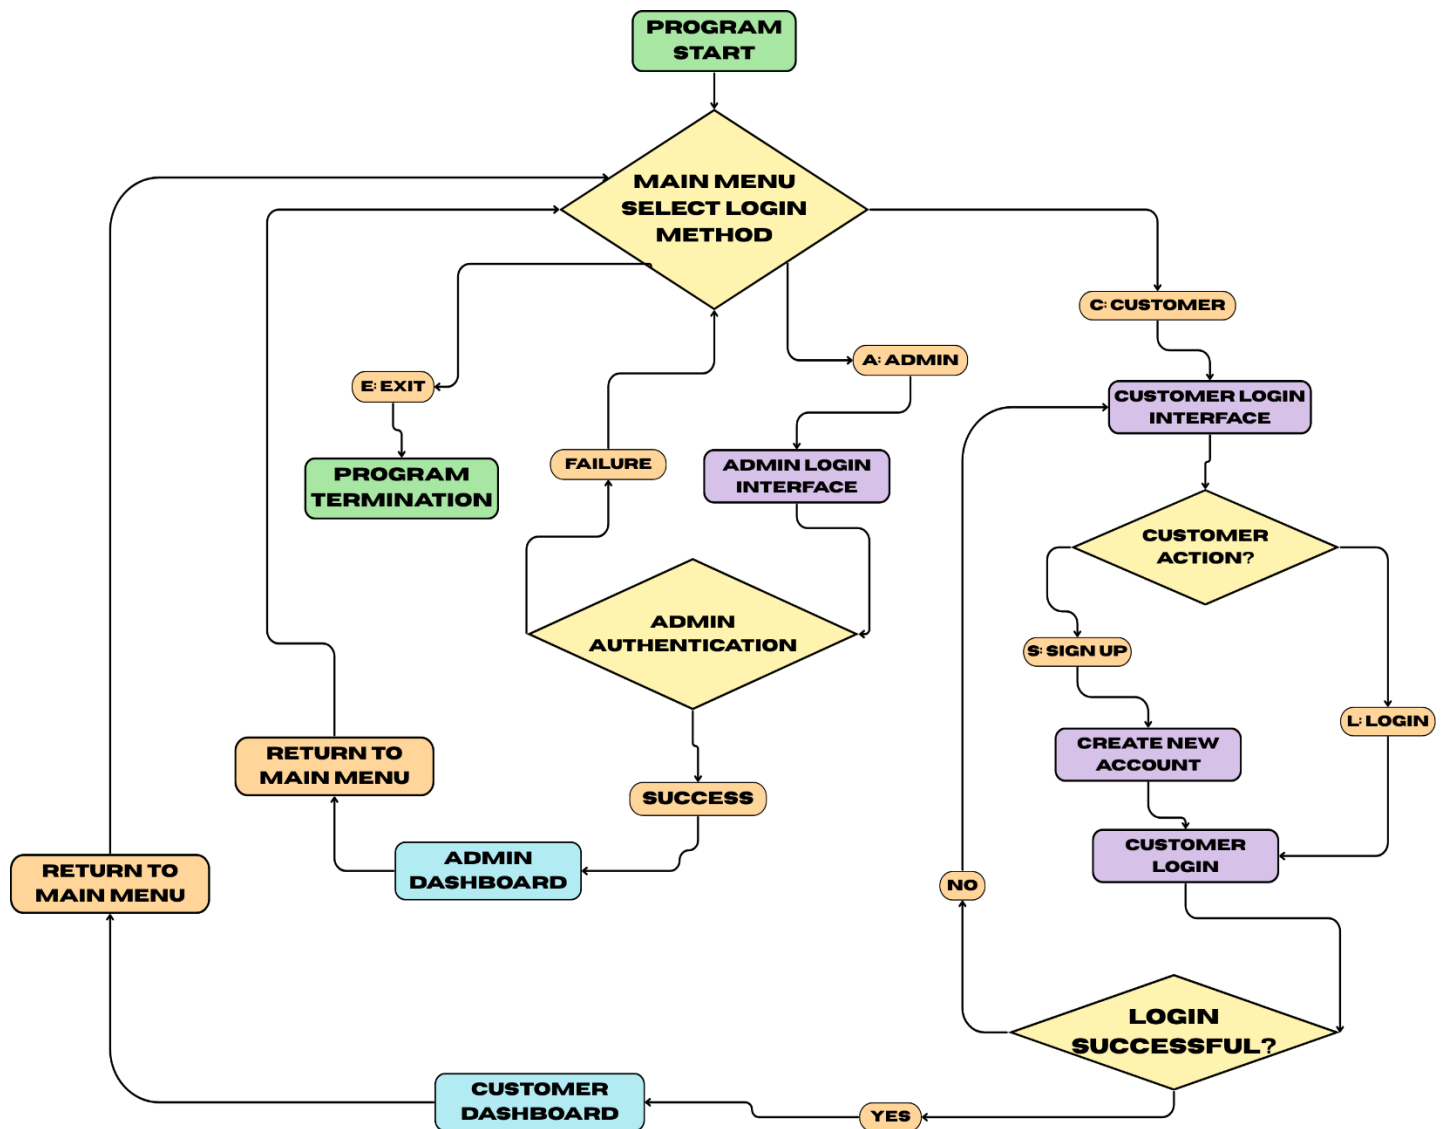 PROGRAM
START
MAIN MENU
SELECT LOGIN
METHOD
C: CUSTOMER
A: ADMIN
E: EXIT
CUSTOMER LOGIN
INTERFACE
PROGRAM
TERMINATION
FAILURE
ADMIN LOGIN
INTERFACE
CUSTOMER
ACTION?
ADMIN
AUTHENTICATION
S: SIGN UP
L: LOGIN
RETURN TO
MAIN MENU
CREATE NEW
ACCOUNT
SUCCESS
ADMIN
DASHBOARD
CUSTOMER
LOGIN
RETURN TO
MAIN MENU
NO
LOGIN
SUCCESSFUL?
CUSTOMER
DASHBOARD
YES